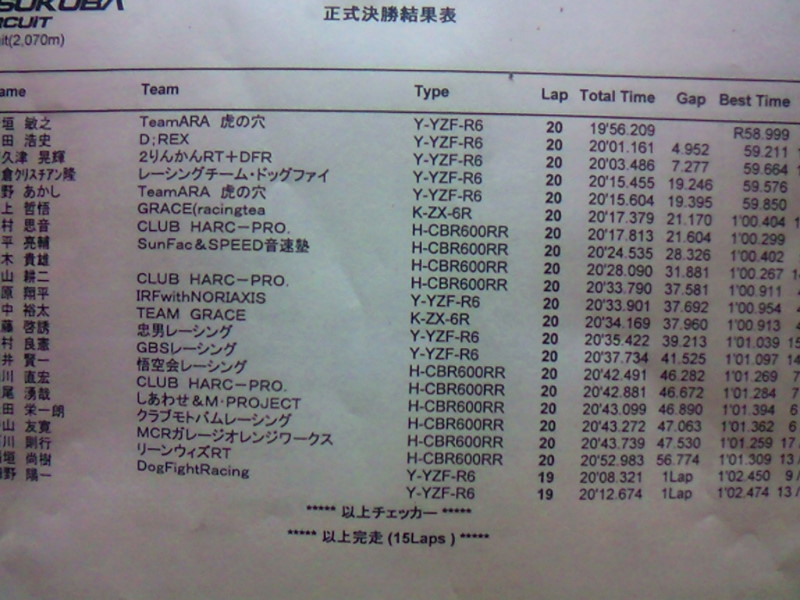 TSUKUBA
CIRCUIT
正式決勝結果表
(2,070m)
Team Type Lap Total Time Gap Best Time
垣 敏之 TeamARA 虎の穴 Y-YZF-R6 20 19'56.209 R58.999
田 浩史 D;REX Y-YZF-R6 20 20'01.161 4.952 59.211
久津 晃輝 2りんかんRT＋DFR Y-YZF-R6 20 20'03.486 7.277 59.664
倉クリスチアン隆 レーシングチーム・ドッグファイ Y-YZF-R6 20 20'15.455 19.246 59.576
野 あかし TeamARA 虎の穴 Y-YZF-R6 20 20'15.604 19.395 59.850
上 哲悟 GRACE(racingtea K-ZX-6R 20 20'17.379 21.170 1'00.404
村 思音 CLUB HARC-PRO. H-CBR600RR 20 20'17.813 21.604 1'00.299
平 亮輔 SunFac＆SPEED音速塾 H-CBR600RR 20 20'24.535 28.326 1'00.402
木 貴雄 H-CBR600RR 20 20'28.090 31.881 1'00.267
山 耕二 CLUB HARC-PRO. H-CBR600RR 20 20'33.790 37.581 1'00.911
原 翔平 IRFwithNORIAXIS Y-YZF-R6 20 20'33.901 37.692 1'00.954
中 裕太 TEAM GRACE K-ZX-6R 20 20'34.169 37.960 1'00.913
藤 啓誘 忠男レーシング Y-YZF-R6 20 20'35.422 39.213 1'01.039
村 良憲 GBSレーシング Y-YZF-R6 20 20'37.734 41.525 1'01.097
井 賢一 悟空会レーシング H-CBR600RR 20 20'42.491 46.282 1'01.269
川 直宏 CLUB HARC-PRO. H-CBR600RR 20 20'42.881 46.672 1'01.284
尾 湧哉 しあわせ＆M・PROJECT H-CBR600RR 20 20'43.099 46.890 1'01.394
田 栄一朗 クラブモトバムレーシング H-CBR600RR 20 20'43.272 47.063 1'01.362
山 友寛 MCRガレージオレンジワークス H-CBR600RR 20 20'43.739 47.530 1'01.259
川 剛行 リーンウィズRT H-CBR600RR 20 20'52.983 56.774 1'01.309
垣 尚樹 DogFightRacing Y-YZF-R6 19 20'08.321 1Lap 1'02.450
野 陽一 Y-YZF-R6 19 20'12.674 1Lap 1'02.474
***** 以上チェッカー *****
***** 以上完走 (15Laps ) *****